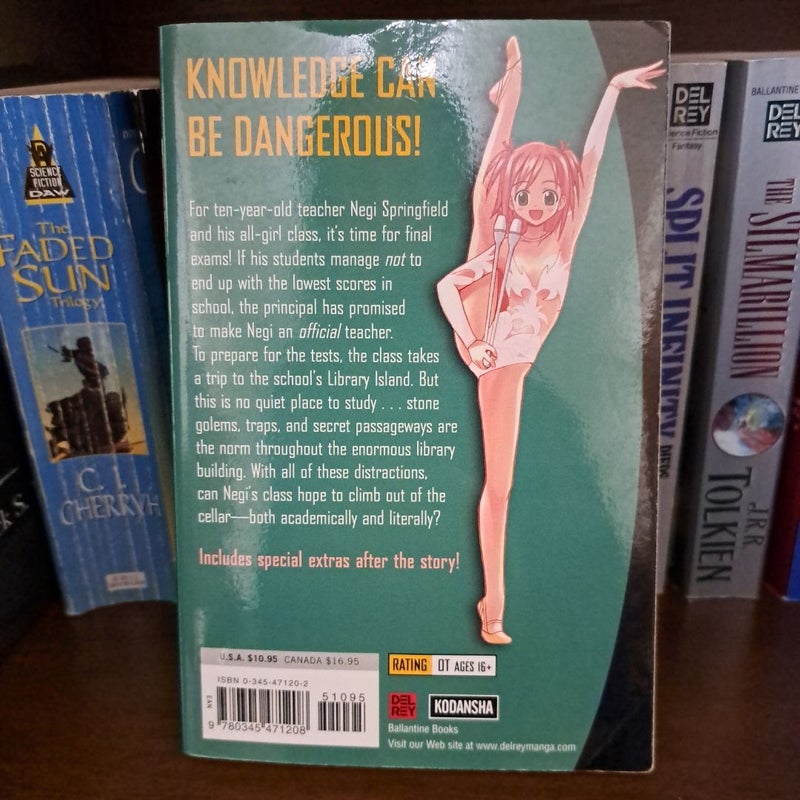 KNOWLEDGE CAN
BE DANGEROUS!
For ten-year-old teacher Negi Springfield
and his all-girl class, it's time for final
exams! If his students manage not to
end up with the lowest scores in
school, the principal has promised
to make Negi an official teacher.
To prepare for the tests, the class takes
a trip to the school's Library Island. But
this is no quiet place to study . . . stone
golems, traps, and secret passageways are
the norm throughout the enormous library
building. With all of these distractions,
can Negi's class hope to climb out of the
cellar—both academically and literally?
Includes special extras after the story!
U.S.A. $10.95 CANADA $16.95
ISBN 0-345-47120-2
51095
EAN
9 780345 471208
RATING OT AGES 16+
DEL
REY
KODANSHA
Ballantine Books
Visit our Web site at www.delreymanga.com
SCIENCE
FICTION
DAW
The
FADED
SUN
Trilogy
C. J.
CHERRYH
DEL
REY
Science Fiction
Fantasy
SPLIT INFINITY
BALLANTINE
DEL
REY
THE SILMARILLION
J.R.R.
TOLKIEN